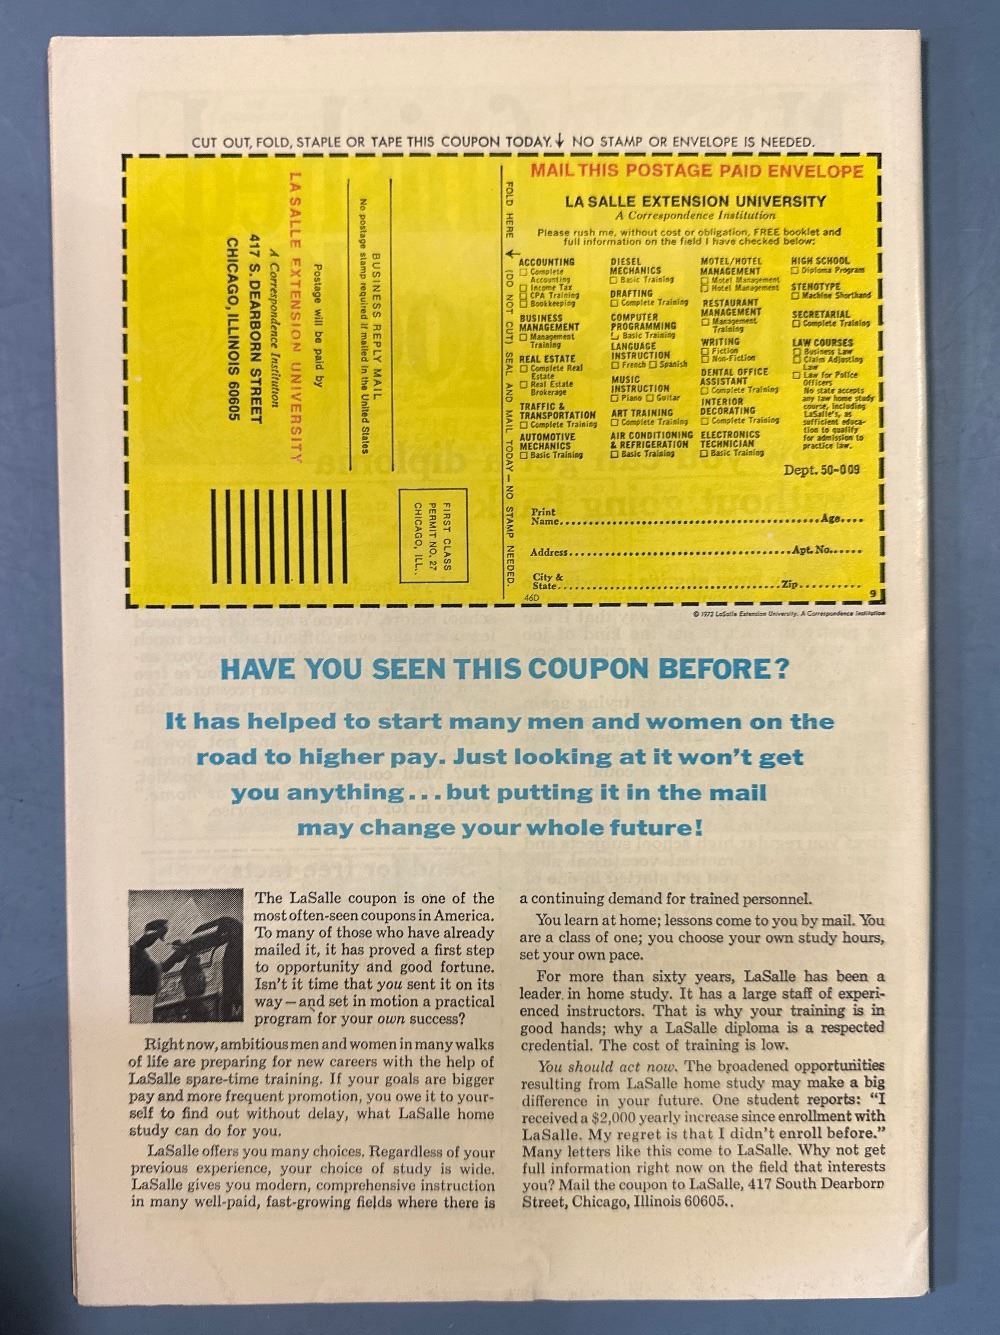 CUT OUT, FOLD, STAPLE OR TAPE THIS COUPON TODAY. ↓ NO STAMP OR ENVELOPE IS NEEDED.
FIRST CLASS
PERMIT NO. 27
CHICAGO, ILL.
BUSINESS REPLY MAIL
No postage stamp required if mailed in the United States
Postage will be paid by
LA SALLE EXTENSION UNIVERSITY
A Correspondence Institution
417 S. DEARBORN STREET
CHICAGO, ILLINOIS 60605
FOLD HERE → (DO NOT CUT) SEAL AND MAIL TODAY — NO STAMP NEEDED.
MAIL THIS POSTAGE PAID ENVELOPE
LA SALLE EXTENSION UNIVERSITY
A Correspondence Institution
Please rush me, without cost or obligation, FREE booklet and
full information on the field I have checked below:
ACCOUNTING
☐ Complete
Accounting
☐ Income Tax
☐ CPA Training
☐ Bookkeeping
BUSINESS
MANAGEMENT
☐ Management
Training
REAL ESTATE
☐ Complete Real
Estate
☐ Real Estate
Brokerage
TRAFFIC &
TRANSPORTATION
☐ Complete Training
AUTOMOTIVE
MECHANICS
☐ Basic Training
DIESEL
MECHANICS
☐ Basic Training
DRAFTING
☐ Complete Training
COMPUTER
PROGRAMMING
☐ Basic Training
LANGUAGE
INSTRUCTION
☐ French ☐ Spanish
MUSIC
INSTRUCTION
☐ Piano ☐ Guitar
ART TRAINING
☐ Complete Training
AIR CONDITIONING
& REFRIGERATION
☐ Basic Training
MOTEL/HOTEL
MANAGEMENT
☐ Motel Management
☐ Hotel Management
RESTAURANT
MANAGEMENT
☐ Management
Training
WRITING
☐ Fiction
☐ Non-Fiction
DENTAL OFFICE
ASSISTANT
☐ Complete Training
INTERIOR
DECORATING
☐ Complete Training
ELECTRONICS
TECHNICIAN
☐ Basic Training
HIGH SCHOOL
☐ Diploma Program
STENOTYPE
☐ Machine Shorthand
SECRETARIAL
☐ Complete Training
LAW COURSES
☐ Business Law
☐ Claim Adjusting
Law
☐ Law for Police
Officers
No state accepts
any law home study
course, including
LaSalle's, as
sufficient educa-
tion to qualify
for admission to
practice law.
Dept. 50-009
Print
Name.......... Age....
Address.......... Apt. No......
City &
State.......... Zip..........
46D
9
© 1973 LaSalle Extension University. A Correspondence Institution
HAVE YOU SEEN THIS COUPON BEFORE?
It has helped to start many men and women on the
road to higher pay. Just looking at it won't get
you anything...but putting it in the mail
may change your whole future!
The LaSalle coupon is one of the
most often-seen coupons in America.
To many of those who have already
mailed it, it has proved a first step
to opportunity and good fortune.
Isn't it time that you sent it on its
way—and set in motion a practical
program for your own success?
Right now, ambitious men and women in many walks
of life are preparing for new careers with the help of
LaSalle spare-time training. If your goals are bigger
pay and more frequent promotion, you owe it to your-
self to find out without delay, what LaSalle home
study can do for you.
LaSalle offers you many choices. Regardless of your
previous experience, your choice of study is wide.
LaSalle gives you modern, comprehensive instruction
in many well-paid, fast-growing fields where there is
a continuing demand for trained personnel.
You learn at home; lessons come to you by mail. You
are a class of one; you choose your own study hours,
set your own pace.
For more than sixty years, LaSalle has been a
leader in home study. It has a large staff of experi-
enced instructors. That is why your training is in
good hands; why a LaSalle diploma is a respected
credential. The cost of training is low.
You should act now. The broadened opportunities
resulting from LaSalle home study may make a big
difference in your future. One student reports: "I
received a $2,000 yearly increase since enrollment with
LaSalle. My regret is that I didn't enroll before."
Many letters like this come to LaSalle. Why not get
full information right now on the field that interests
you? Mail the coupon to LaSalle, 417 South Dearborn
Street, Chicago, Illinois 60605..